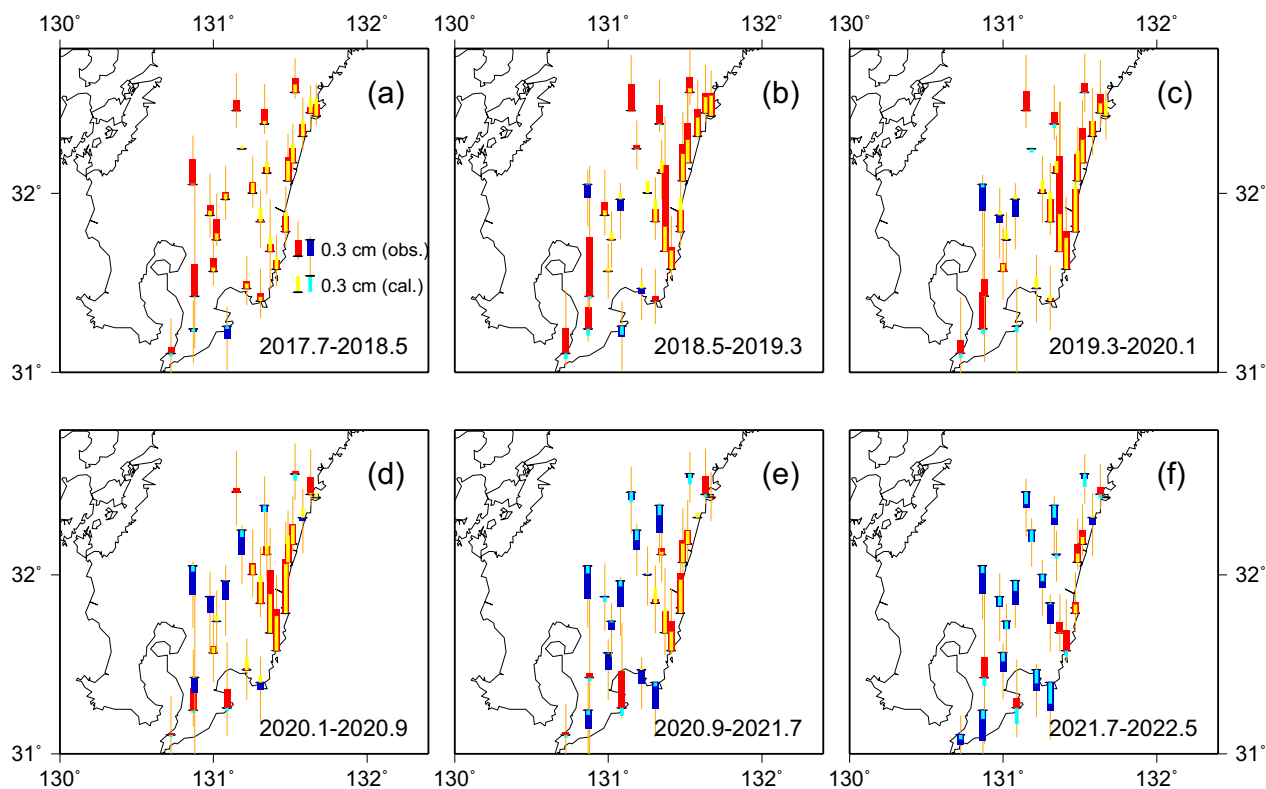 130˚ 131˚ 132˚ 130˚ 131˚ 132˚ 130˚ 131˚ 132˚
(a) (b) (c)
32˚ 32˚
0.3 cm (obs.)
0.3 cm (cal.)
2017.7-2018.5 2018.5-2019.3 2019.3-2020.1
31˚ 31˚
(d) (e) (f)
32˚ 32˚
2020.1-2020.9 2020.9-2021.7 2021.7-2022.5
31˚ 31˚
130˚ 131˚ 132˚ 130˚ 131˚ 132˚ 130˚ 131˚ 132˚